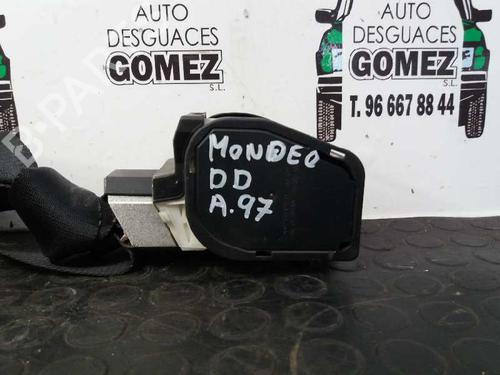 AUTO
DESGUACES
GOMEZ
S.L.
AUTO
DESGUACES
GOMEZ
S.L.
T. 96 667 88 44
MONDEO
DD
A.97